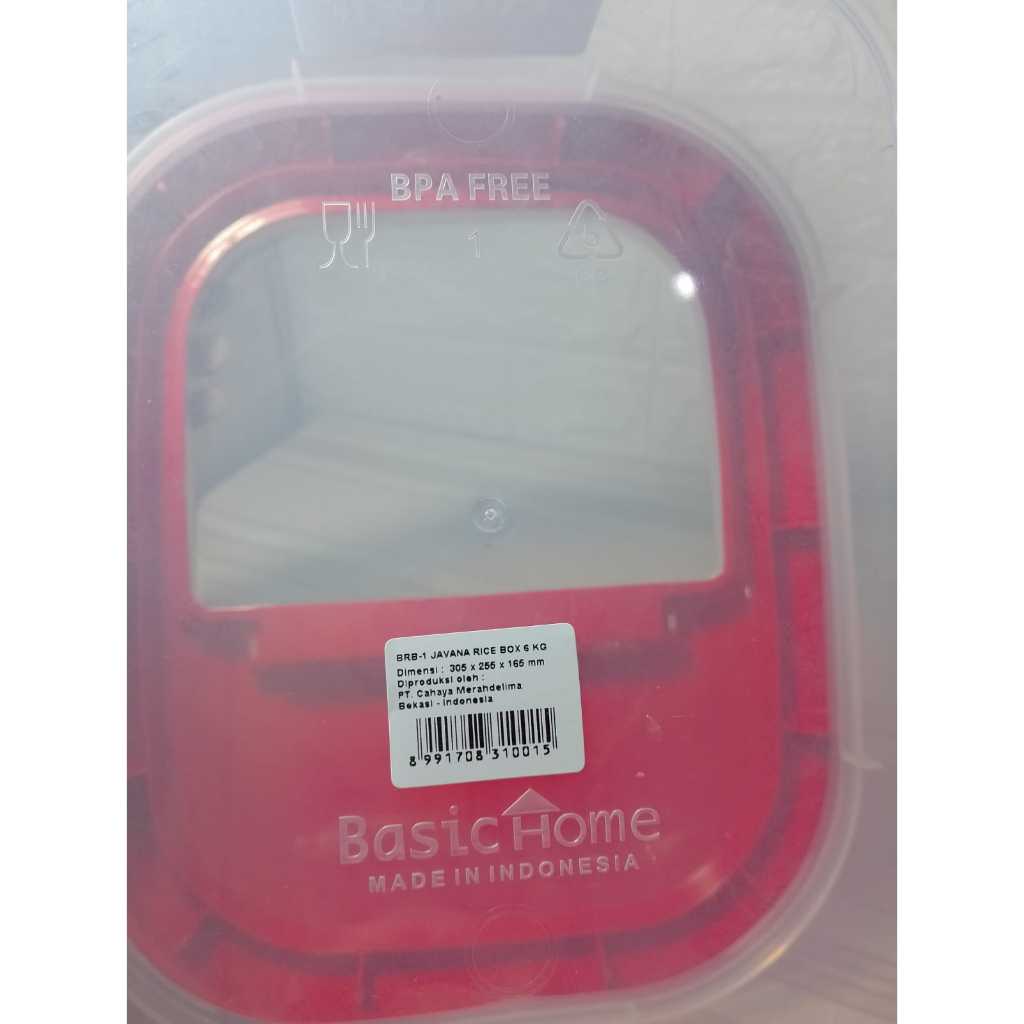 BPA FREE
1
5
BRB-1 JAVANA RICE BOX 6 KG
Dimensi : 305 x 255 x 165 mm
Diproduksi oleh :
PT. Cahaya Merahdelima
Bekasi - Indonesia
8 991708 310015
Basic Home
MADE IN INDONESIA